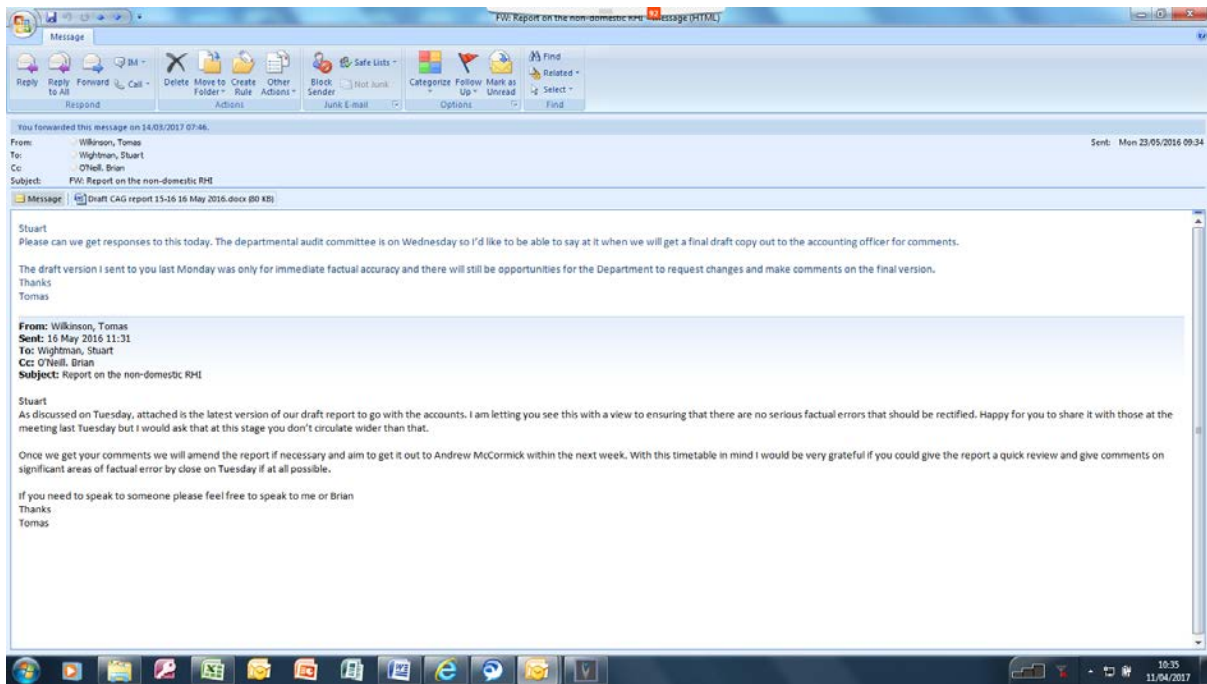 FW: Report on the non-domestic RHI - Message (HTML)
92
Message
Reply
Reply to All
Forward
IM
Call
Respond
Delete
Move to Folder
Create Rule
Other Actions
Actions
Block Sender
Safe Lists
Not Junk
Junk E-mail
Categorize
Follow Up
Mark as Unread
Options
Find
Related
Select
Find
You forwarded this message on 14/03/2017 07:46.
From: Wilkinson, Tomas
Sent: Mon 23/05/2016 09:34
To: Wightman, Stuart
Cc: O'Neill, Brian
Subject: FW: Report on the non-domestic RHI
Message
Draft CAG report 15-16 16 May 2016.docx (80 KB)
Stuart
Please can we get responses to this today. The departmental audit committee is on Wednesday so I'd like to be able to say at it when we will get a final draft copy out to the accounting officer for comments.
The draft version I sent to you last Monday was only for immediate factual accuracy and there will still be opportunities for the Department to request changes and make comments on the final version.
Thanks
Tomas
From: Wilkinson, Tomas
Sent: 16 May 2016 11:31
To: Wightman, Stuart
Cc: O'Neill, Brian
Subject: Report on the non-domestic RHI
Stuart
As discussed on Tuesday, attached is the latest version of our draft report to go with the accounts. I am letting you see this with a view to ensuring that there are no serious factual errors that should be rectified. Happy for you to share it with those at the
meeting last Tuesday but I would ask that at this stage you don't circulate wider than that.
Once we get your comments we will amend the report if necessary and aim to get it out to Andrew McCormick within the next week. With this timetable in mind I would be very grateful if you could give the report a quick review and give comments on
significant areas of factual error by close on Tuesday if at all possible.
If you need to speak to someone please feel free to speak to me or Brian
Thanks
Tomas
10:35
11/04/2017